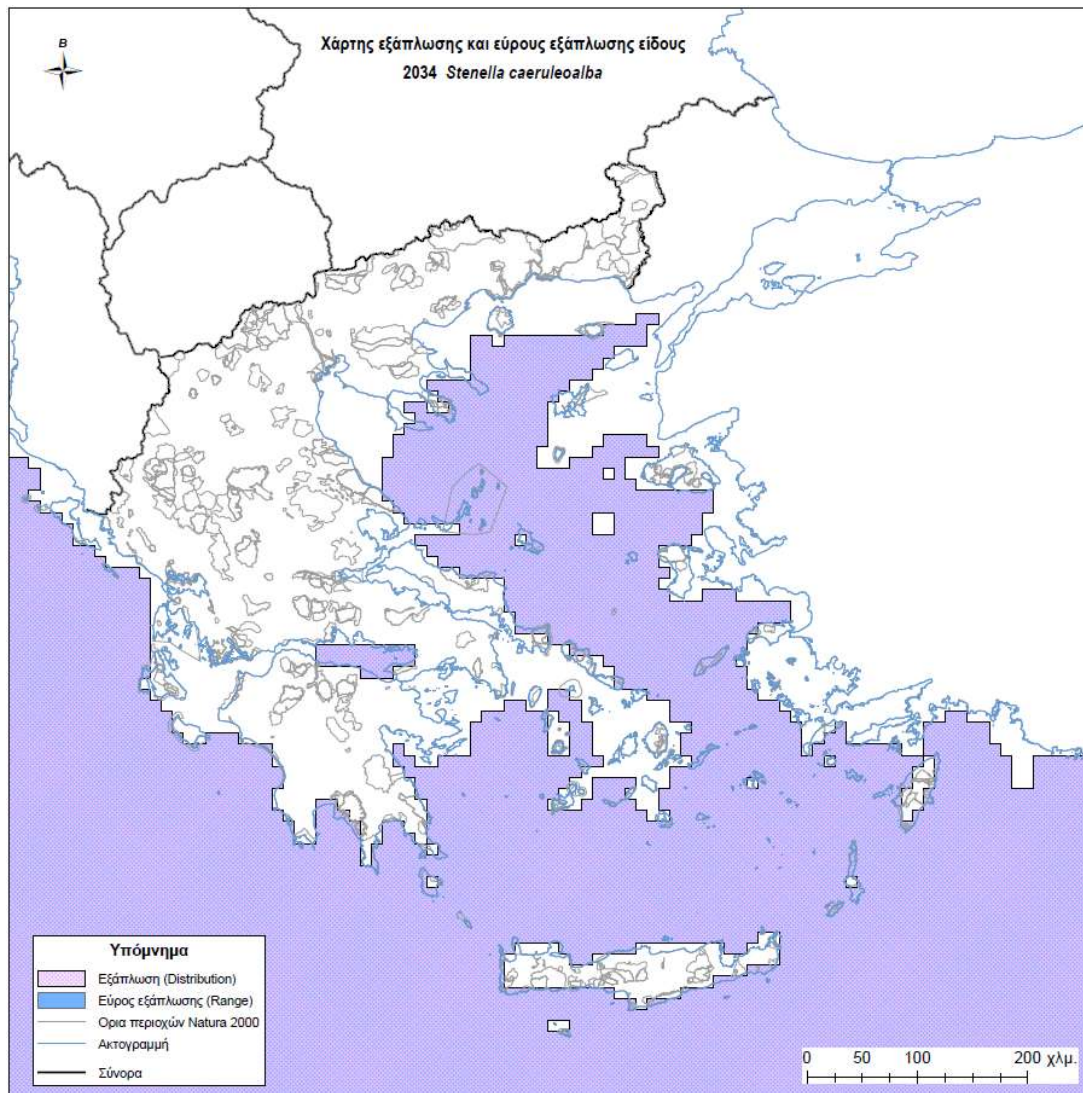 Χάρτης εξάπλωσης και εύρους εξάπλωσης είδους
2034 Stenella caeruleoalba
Β
Υπόμνημα
Εξάπλωση (Distribution)
Εύρος εξάπλωσης (Range)
Ορια περιοχών Natura 2000
Ακτογραμμή
Σύνορα
0 50 100 200 χλμ.